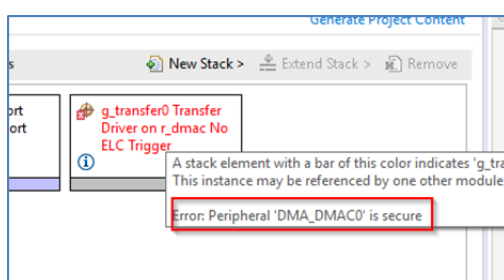 Generate Project Content
New Stack >
Extend Stack >
Remove
ort
ort
g_transfer0 Transfer
Driver on r_dmac No
ELC Trigger
A stack element with a bar of this color indicates 'g_tra
This instance may be referenced by one other module
Error: Peripheral 'DMA_DMAC0' is secure